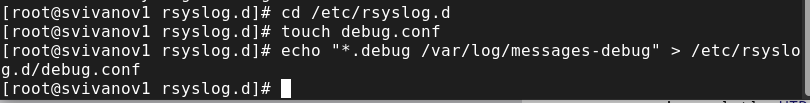 [root@svivanov1 rsyslog.d]# cd /etc/rsyslog.d
[root@svivanov1 rsyslog.d]# touch debug.conf
[root@svivanov1 rsyslog.d]# echo "*.debug /var/log/messages-debug" > /etc/rsyslo
g.d/debug.conf
[root@svivanov1 rsyslog.d]#